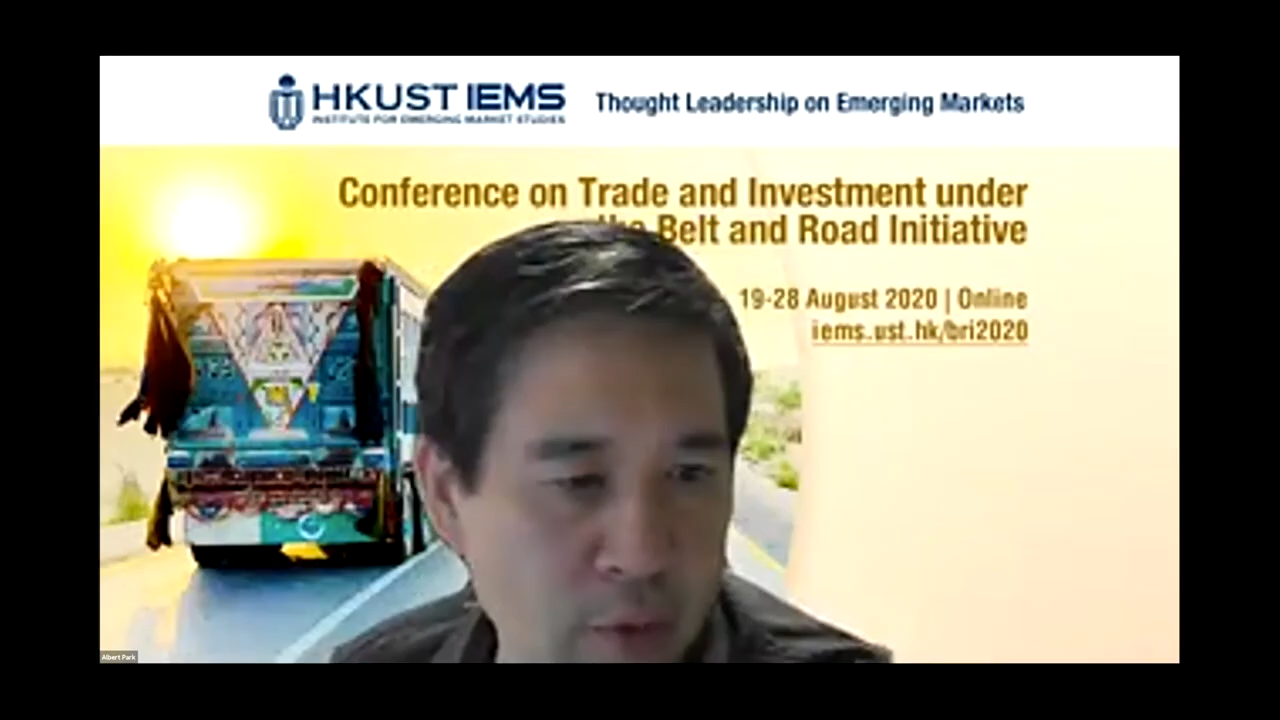 HKUST IEMS
INSTITUTE FOR EMERGING MARKET STUDIES
Thought Leadership on Emerging Markets
Conference on Trade and Investment under
the Belt and Road Initiative
19-28 August 2020 | Online
iems.ust.hk/bri2020
Albert Park